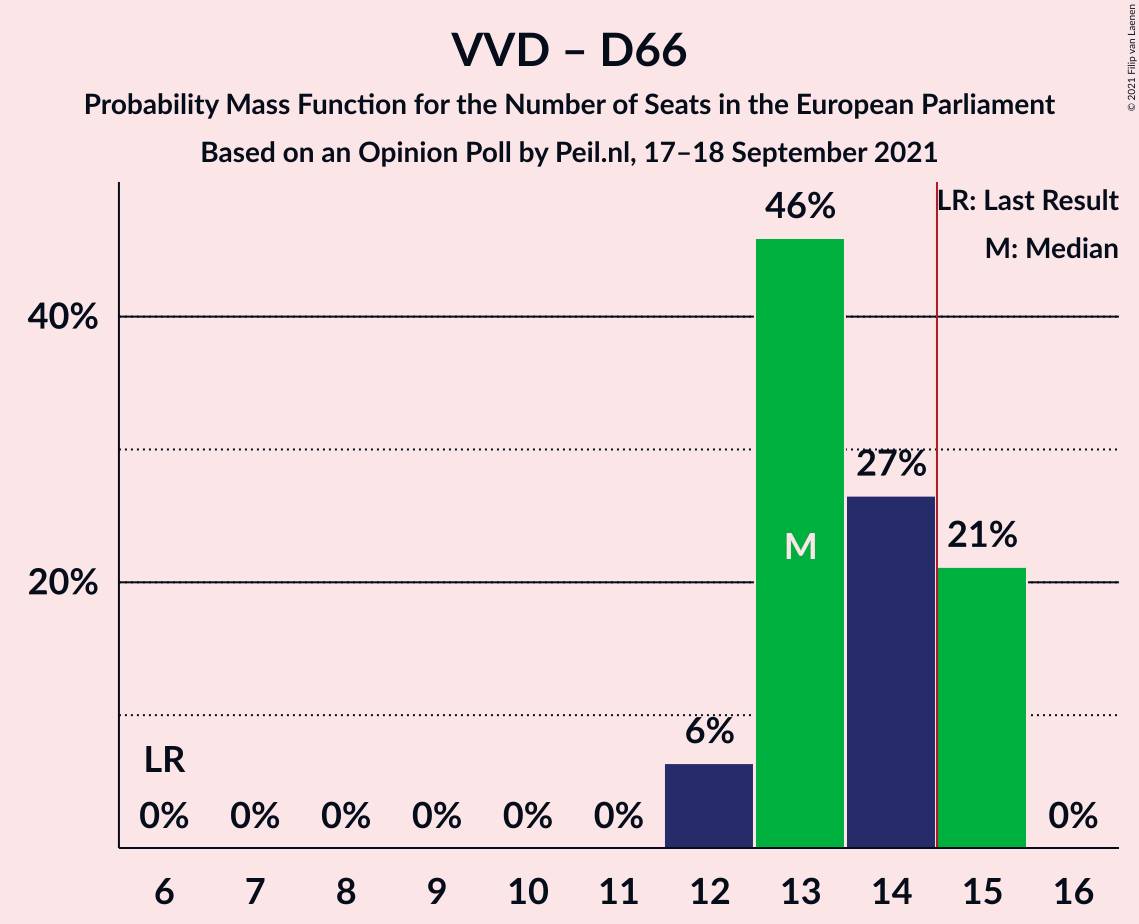 VVD – D66
Probability Mass Function for the Number of Seats in the European Parliament
Based on an Opinion Poll by Peil.nl, 17–18 September 2021
© 2021 Filip van Laenen
LR: Last Result
M: Median
46%
40%
27%
21%
M
20%
6%
LR
0% 0% 0% 0% 0% 0% 0%
6 7 8 9 10 11 12 13 14 15 16